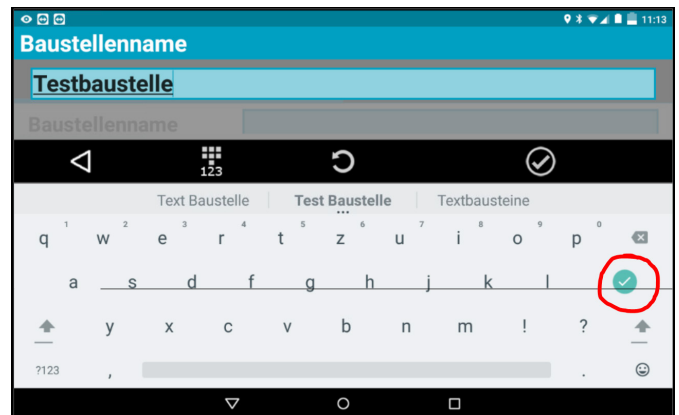 11:13
Baustellenname
Testbaustelle
Baustellenname
123
Text Baustelle Test Baustelle Textbausteine
1 2 3 4 5 6 7 8 9 0
q w e r t z u i o p
a s d f g h j k l
y x c v b n m ! ?
?123 , .